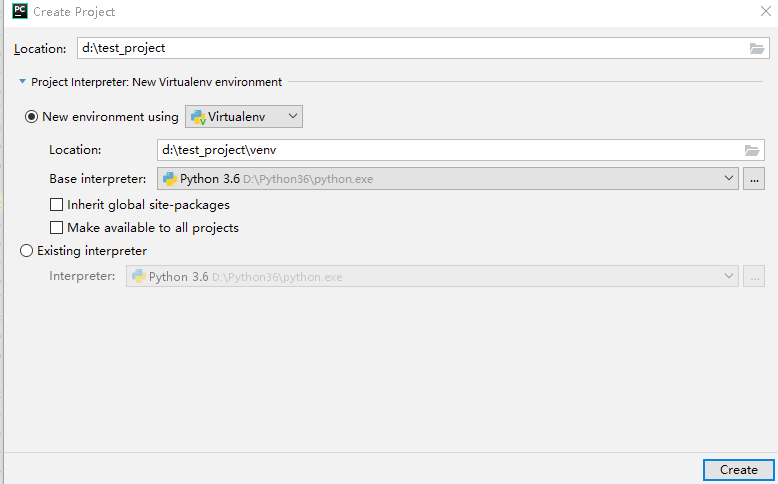 PC Create Project
Location: d:\test_project
Project Interpreter: New Virtualenv environment
New environment using Virtualenv
Location: d:\test_project\venv
Base interpreter: Python 3.6 D:\Python36\python.exe ...
Inherit global site-packages
Make available to all projects
Existing interpreter
Interpreter: Python 3.6 D:\Python36\python.exe ...
Create